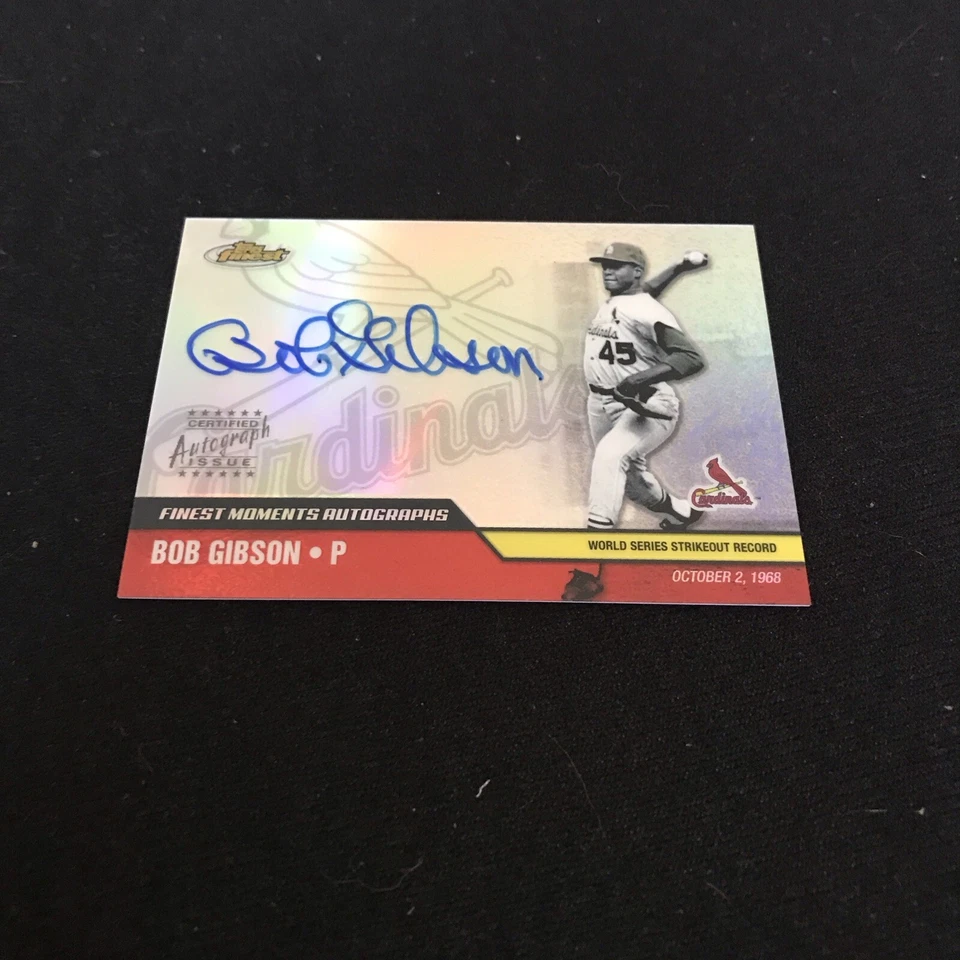 Topps
Finest
Bob Gibson
Cardinals
Cardinals
45
★★★★★★
CERTIFIED
Autograph
ISSUE
★★★★★★
Cardinals
FINEST MOMENTS AUTOGRAPHS
BOB GIBSON • P
WORLD SERIES STRIKEOUT RECORD
OCTOBER 2, 1968